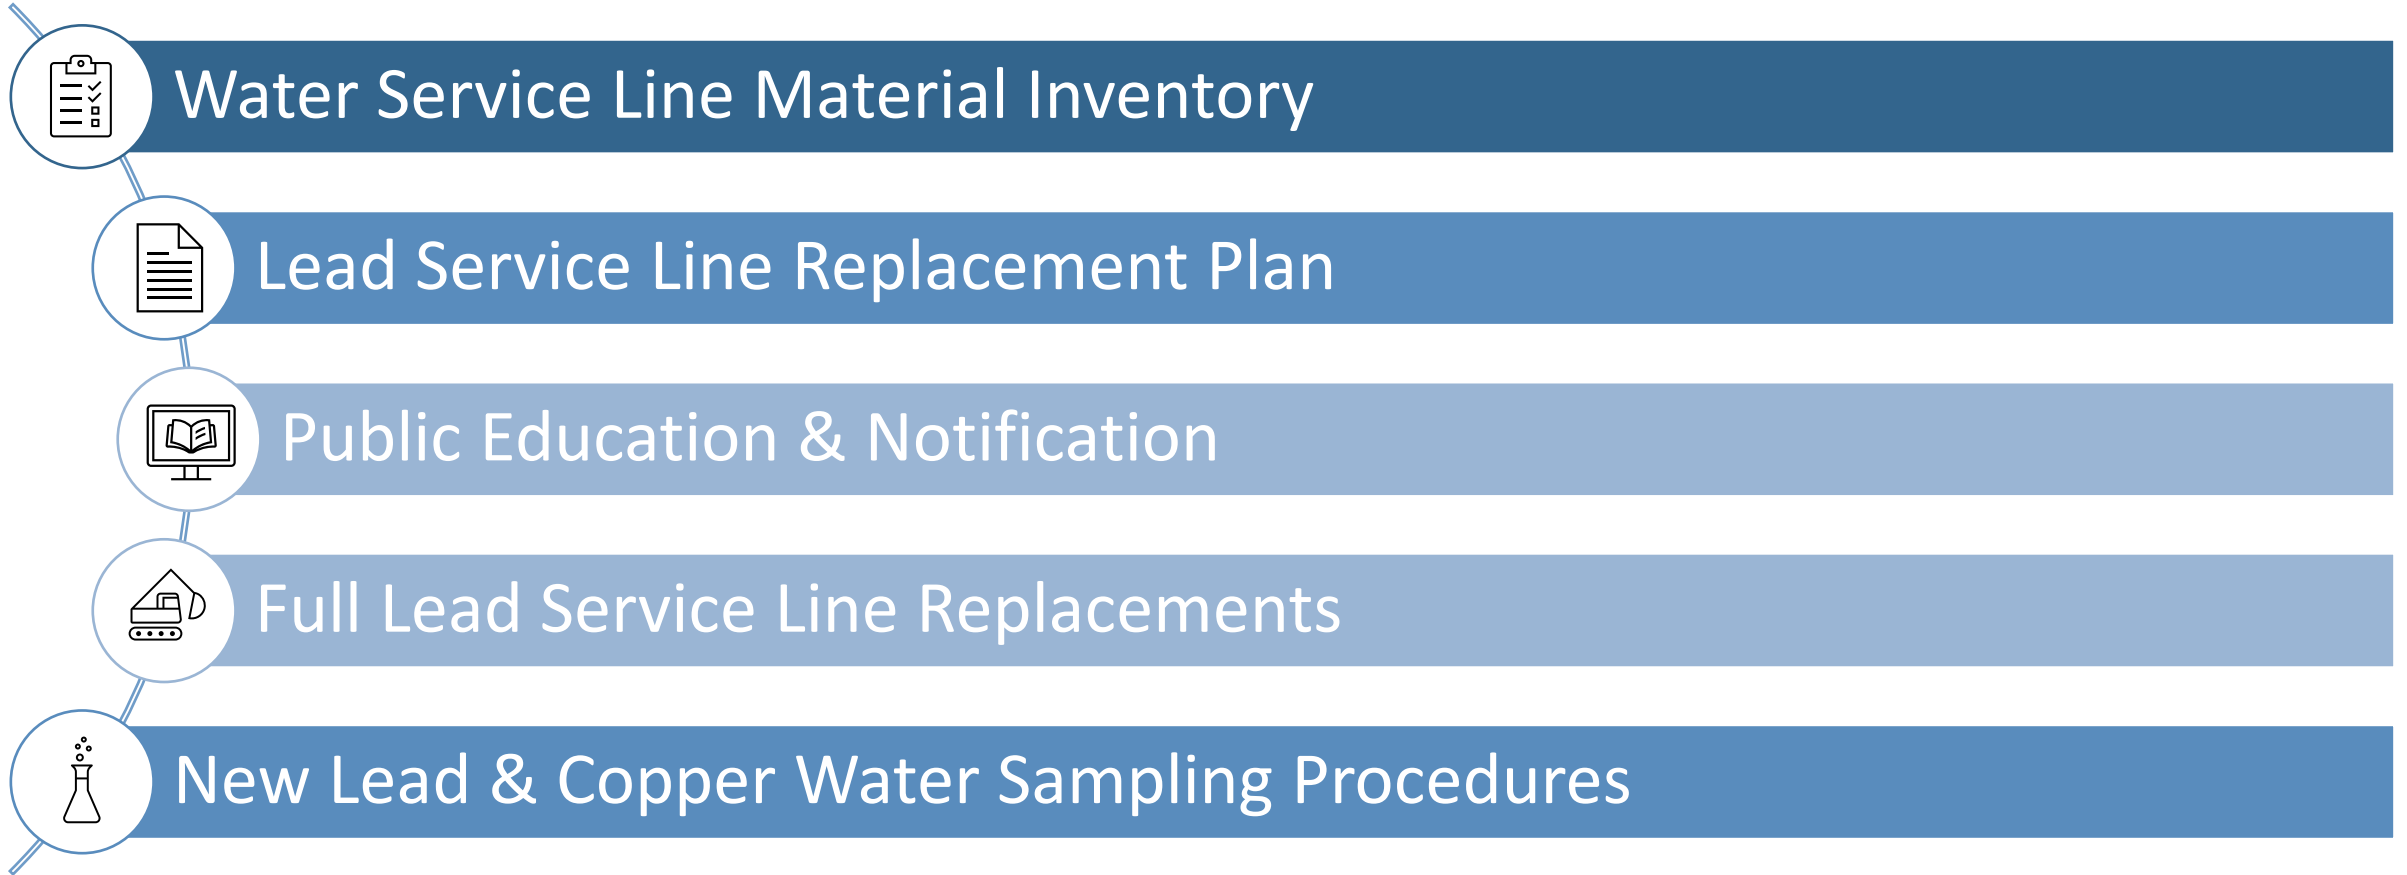 Water Service Line Material Inventory
Lead Service Line Replacement Plan
Public Education & Notification
Full Lead Service Line Replacements
New Lead & Copper Water Sampling Procedures